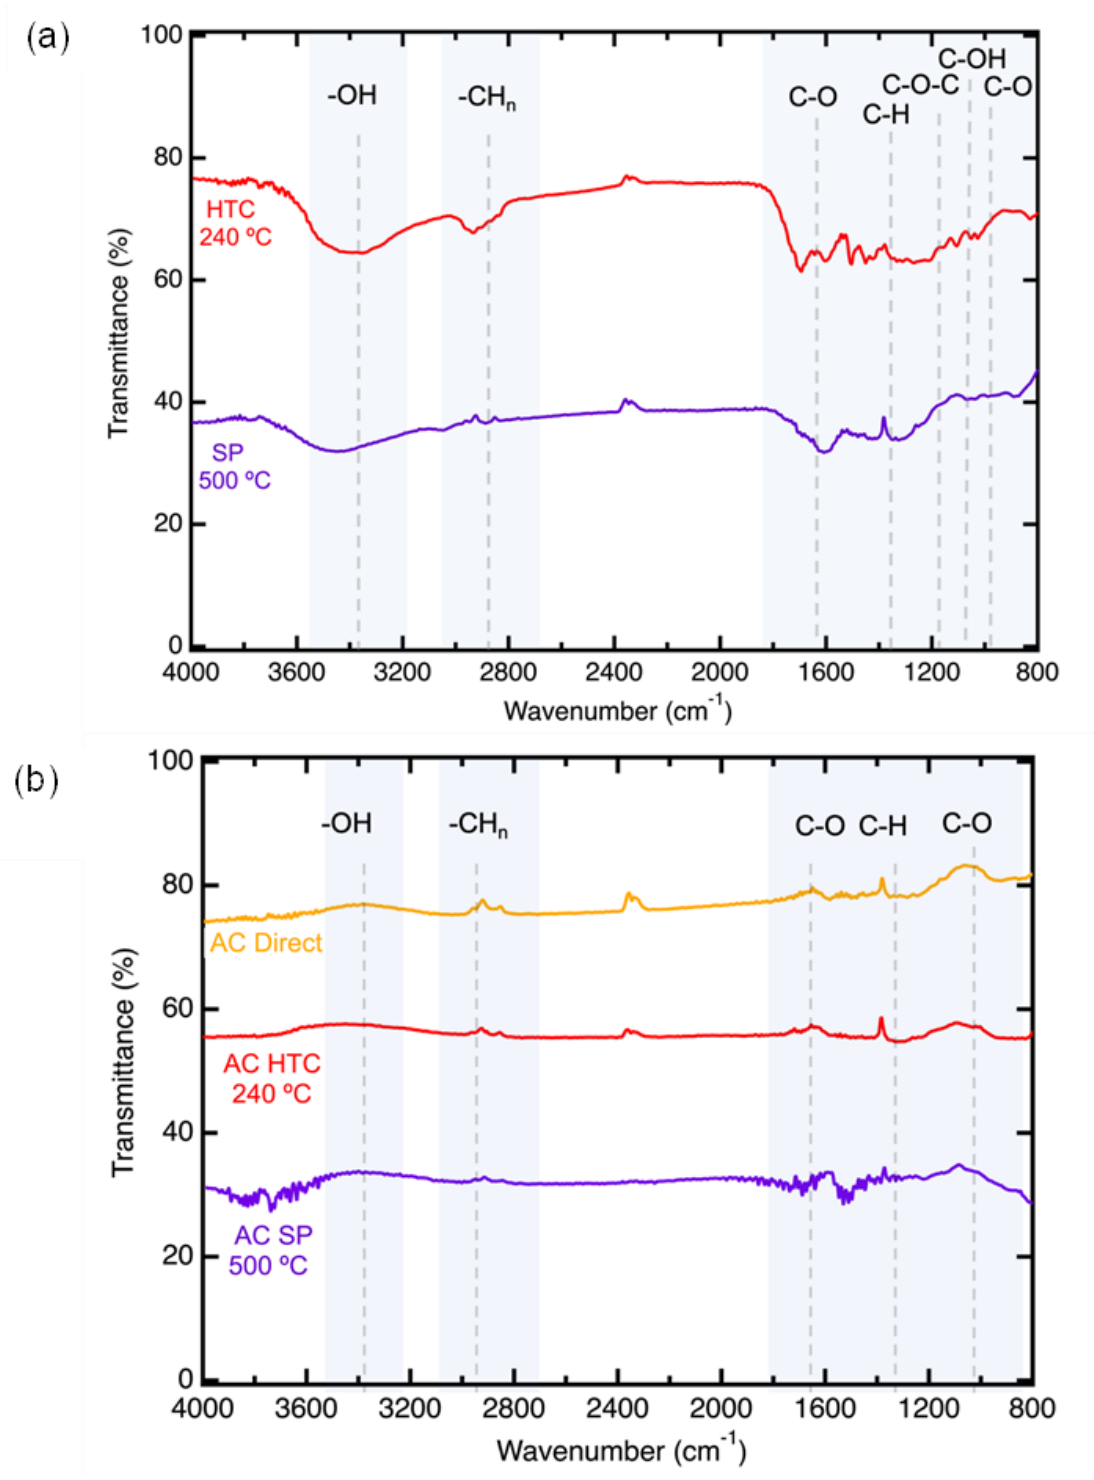 (a)
100
80
60
40
20
0
-OH
-CHn
C-O
C-H
C-O-C
C-OH
C-O
HTC
240 ºC
SP
500 ºC
Transmittance (%)
4000 3600 3200 2800 2400 2000 1600 1200 800
Wavenumber (cm-1)
(b)
100
80
60
40
20
0
-OH
-CHn
C-O C-H C-O
AC Direct
AC HTC
240 ºC
AC SP
500 ºC
Transmittance (%)
4000 3600 3200 2800 2400 2000 1600 1200 800
Wavenumber (cm-1)